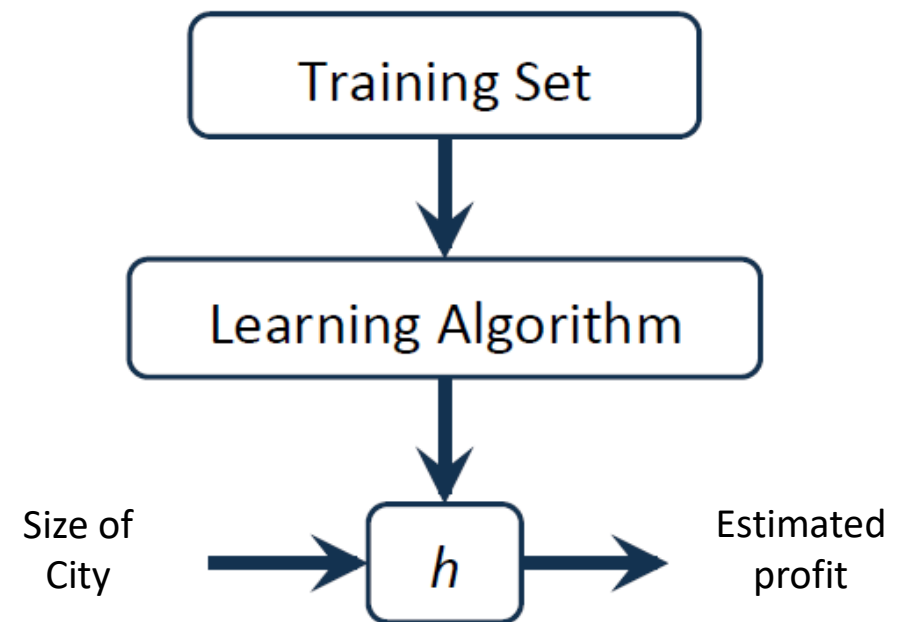 Training Set
Learning Algorithm
Size of
City
h
Estimated
profit